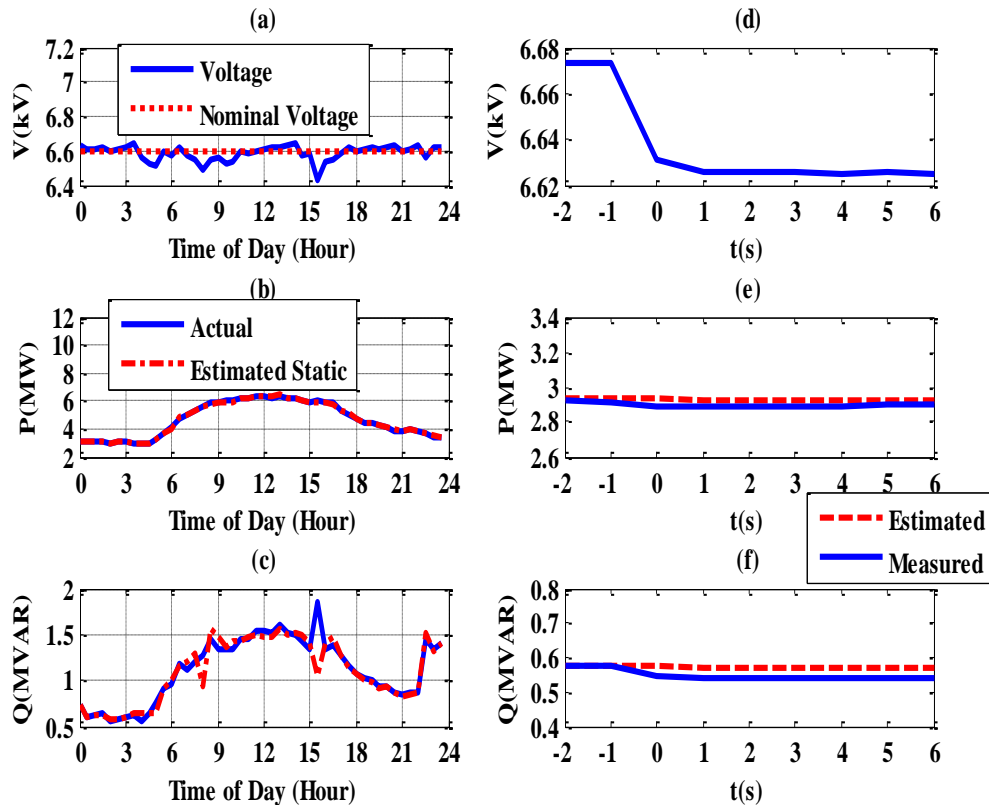 (a)
V(kV)
7.2
7
6.8
6.6
6.4
Voltage
Nominal Voltage
0 3 6 9 12 15 18 21 24
Time of Day (Hour)
(d)
V(kV)
6.68
6.66
6.64
6.62
-2 -1 0 1 2 3 4 5 6
t(s)
(b)
P(MW)
12
10
8
6
4
2
Actual
Estimated Static
0 3 6 9 12 15 18 21 24
Time of Day (Hour)
(e)
P(MW)
3.4
3.2
3
2.8
2.6
-2 -1 0 1 2 3 4 5 6
t(s)
Estimated
Measured
(c)
Q(MVAR)
2
1.5
1
0.5
0 3 6 9 12 15 18 21 24
Time of Day (Hour)
(f)
Q(MVAR)
0.8
0.7
0.6
0.5
0.4
-2 -1 0 1 2 3 4 5 6
t(s)